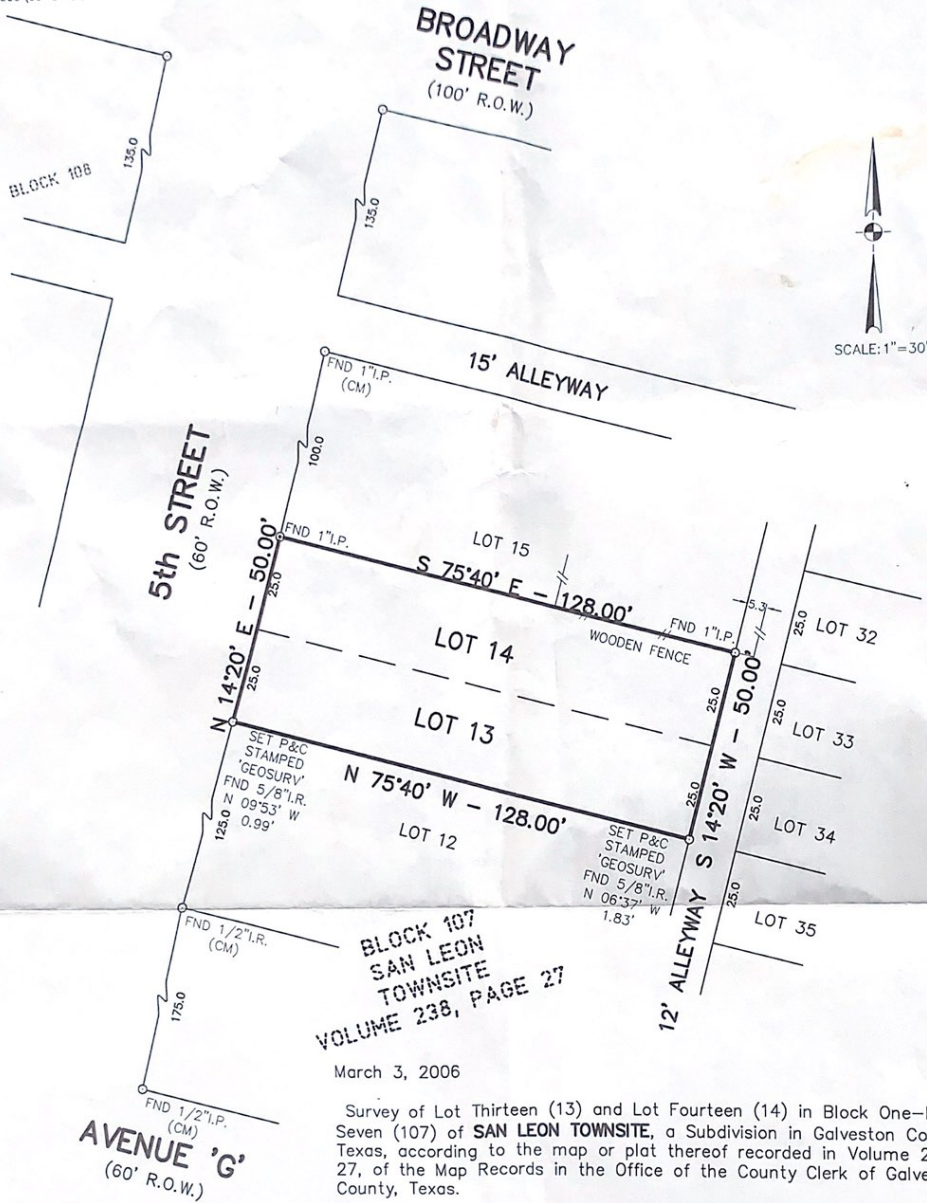 BROADWAY
STREET
(100' R.O.W.)
BLOCK 108
135.0
135.0
SCALE: 1"=30'
15' ALLEYWAY
FND 1"I.P.
(CM)
100.0
5th STREET
(60' R.O.W.)
FND 1"I.P.
LOT 15
S 75°40' E - 128.00'
WOODEN FENCE
FND 1"I.P.
5.3
N 14°20' E - 50.00'
25.0
25.0
LOT 14
LOT 13
25.0
25.0
12' ALLEYWAY S 14°20' W - 50.00'
25.0
LOT 32
25.0
LOT 33
25.0
LOT 34
25.0
LOT 35
SET P&C
STAMPED
'GEOSURV'
FND 5/8"I.R.
N 09°53' W
0.99'
N 75°40' W - 128.00'
LOT 12
SET P&C
STAMPED
'GEOSURV'
FND 5/8"I.R.
N 06°37' W
1.83'
125.0
FND 1/2"I.R.
(CM)
BLOCK 107
SAN LEON
TOWNSITE
VOLUME 238, PAGE 27
175.0
FND 1/2"I.P.
(CM)
AVENUE 'G'
(60' R.O.W.)
March 3, 2006
Survey of Lot Thirteen (13) and Lot Fourteen (14) in Block One-
Seven (107) of SAN LEON TOWNSITE, a Subdivision in Galveston Co
Texas, according to the map or plat thereof recorded in Volume 2
27, of the Map Records in the Office of the County Clerk of Galve
County, Texas.